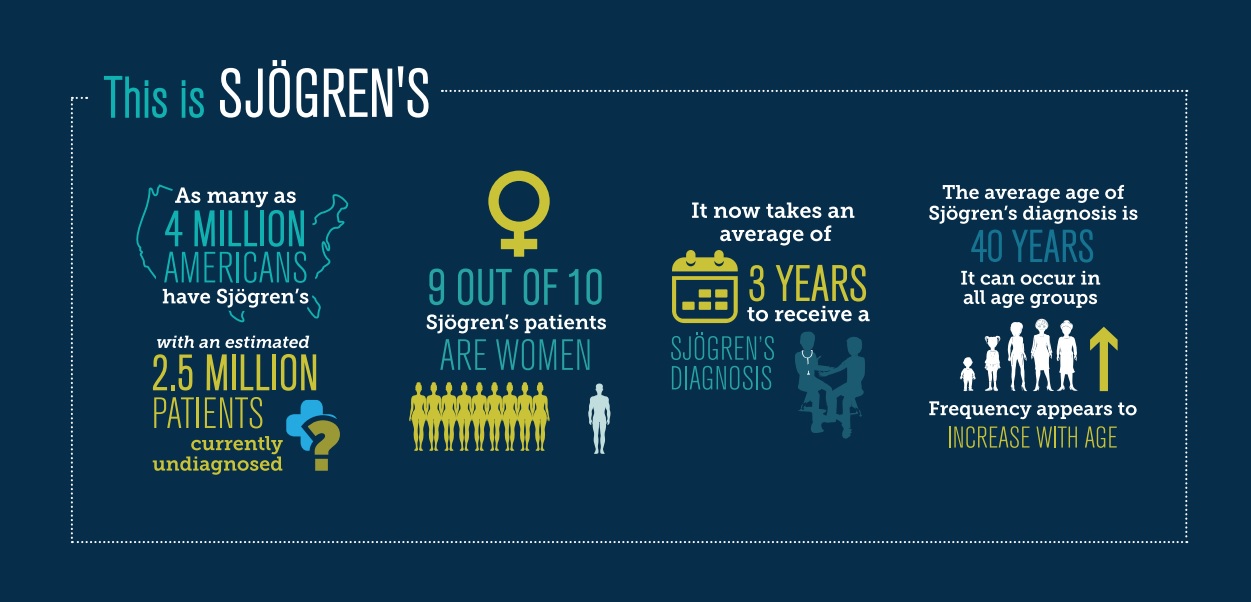 This is SJÖGREN'S
As many as
4 MILLION
AMERICANS
have Sjögren's
with an estimated
2.5 MILLION
PATIENTS
currently
undiagnosed
?
9 OUT OF 10
Sjögren's patients
ARE WOMEN
It now takes an
average of
3 YEARS
to receive a
SJÖGREN'S
DIAGNOSIS
The average age of
Sjögren's diagnosis is
40 YEARS
It can occur in
all age groups
Frequency appears to
INCREASE WITH AGE